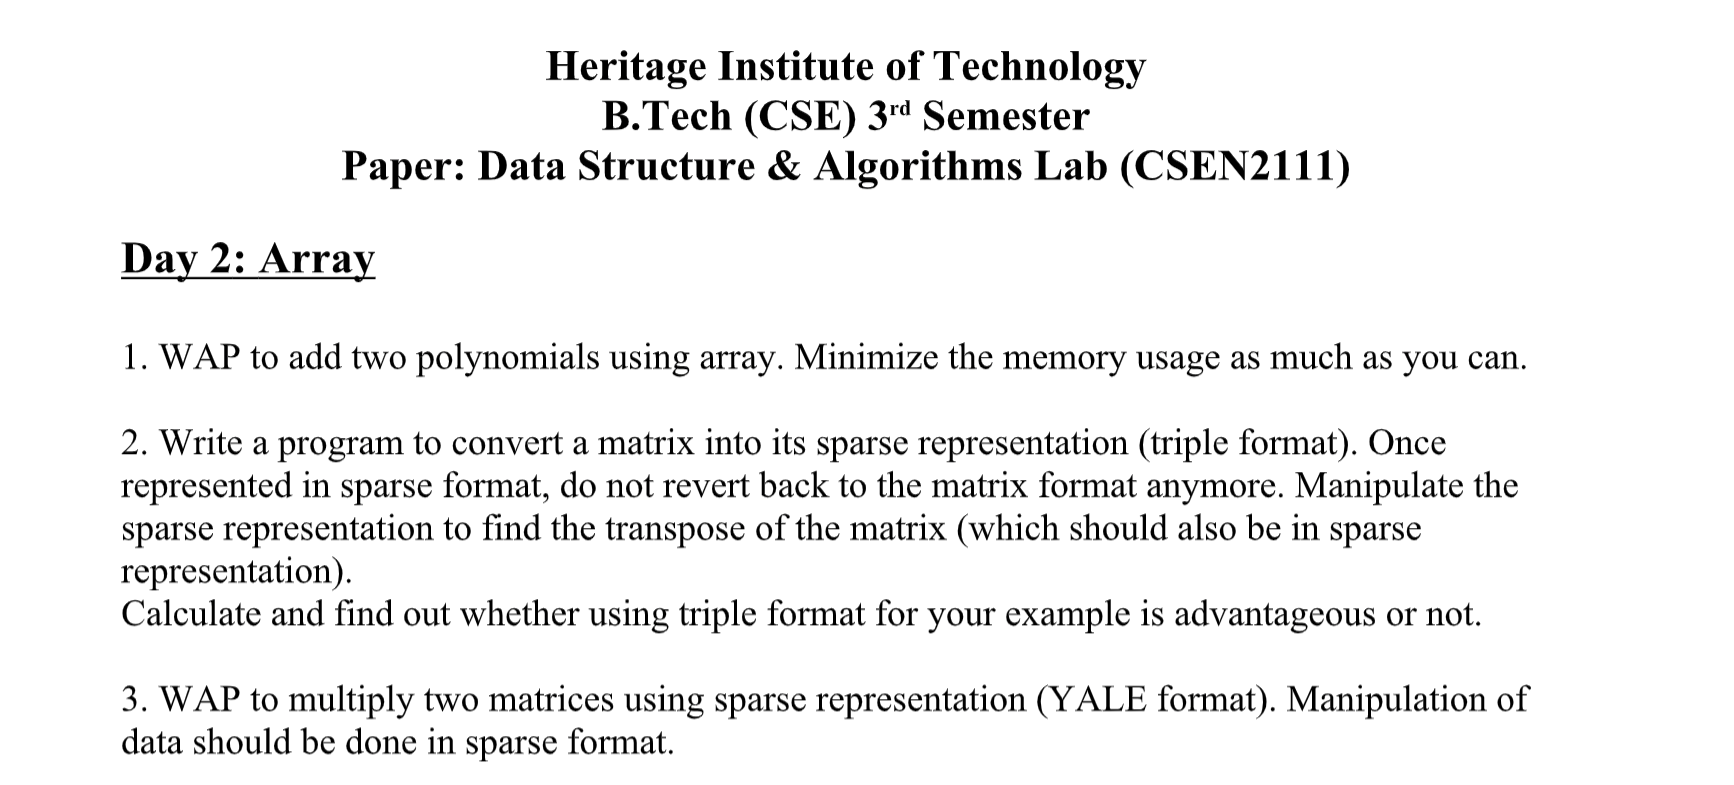 Heritage Institute of Technology
B.Tech (CSE) 3rd Semester
Paper: Data Structure & Algorithms Lab (CSEN2111)
Day 2: Array
1. WAP to add two polynomials using array. Minimize the memory usage as much as you can.
2. Write a program to convert a matrix into its sparse representation (triple format). Once
represented in sparse format, do not revert back to the matrix format anymore. Manipulate the
sparse representation to find the transpose of the matrix (which should also be in sparse
representation).
Calculate and find out whether using triple format for your example is advantageous or not.
3. WAP to multiply two matrices using sparse representation (YALE format). Manipulation of
data should be done in sparse format.